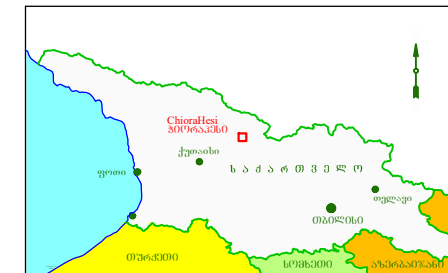 ChioraHesi
ჭიორაჰესი
ქუთაისი
ფოთი
საქართველო
თელავი
თბილისი
თურქეთი
სომხეთი
აზერბაიჯანი